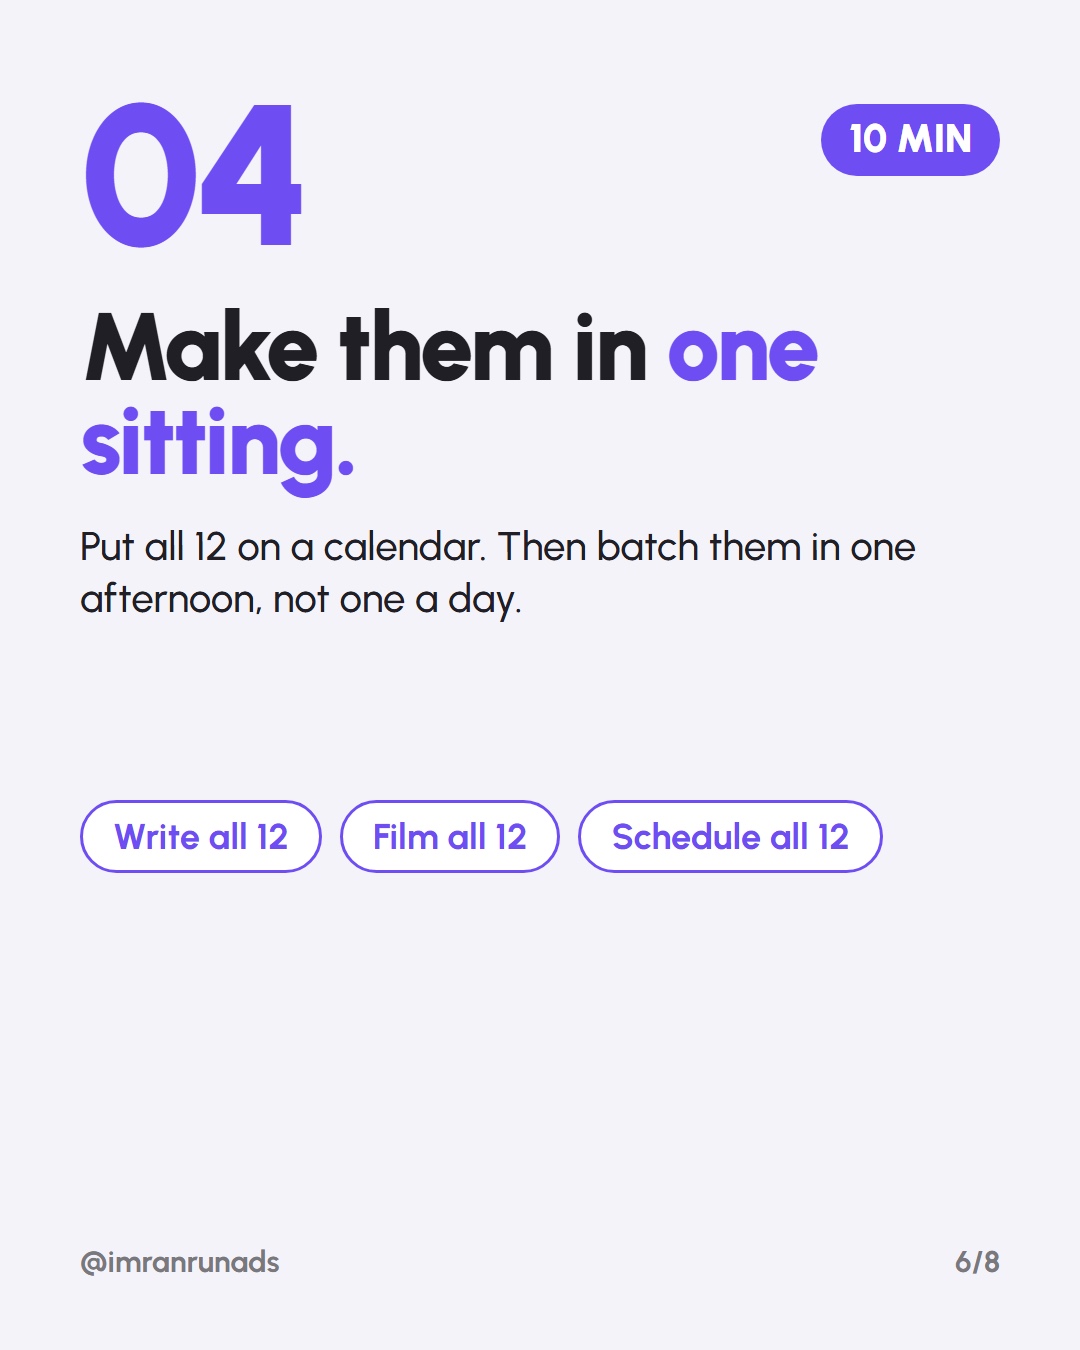 04
10 MIN
Make them in one
sitting.
Put all 12 on a calendar. Then batch them in one
afternoon, not one a day.
Write all 12
Film all 12
Schedule all 12
@imranrunads
6/8